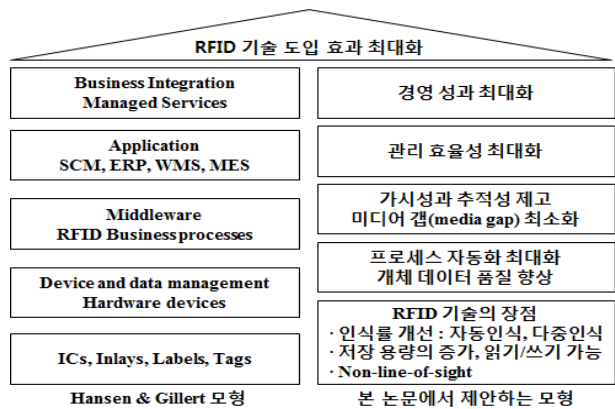 RFID 기술 도입 효과 최대화
Business Integration
Managed Services
Application
SCM, ERP, WMS, MES
Middleware
RFID Business processes
Device and data management
Hardware devices
ICs, Inlays, Labels, Tags
Hansen & Gillert 모형
경영 성과 최대화
관리 효율성 최대화
가시성과 추적성 제고
미디어 갭(media gap) 최소화
프로세스 자동화 최대화
개체 데이터 품질 향상
RFID 기술의 장점
· 인식률 개선 : 자동인식, 다중인식
· 저장 용량의 증가, 읽기/쓰기 가능
· Non-line-of-sight
본 논문에서 제안하는 모형